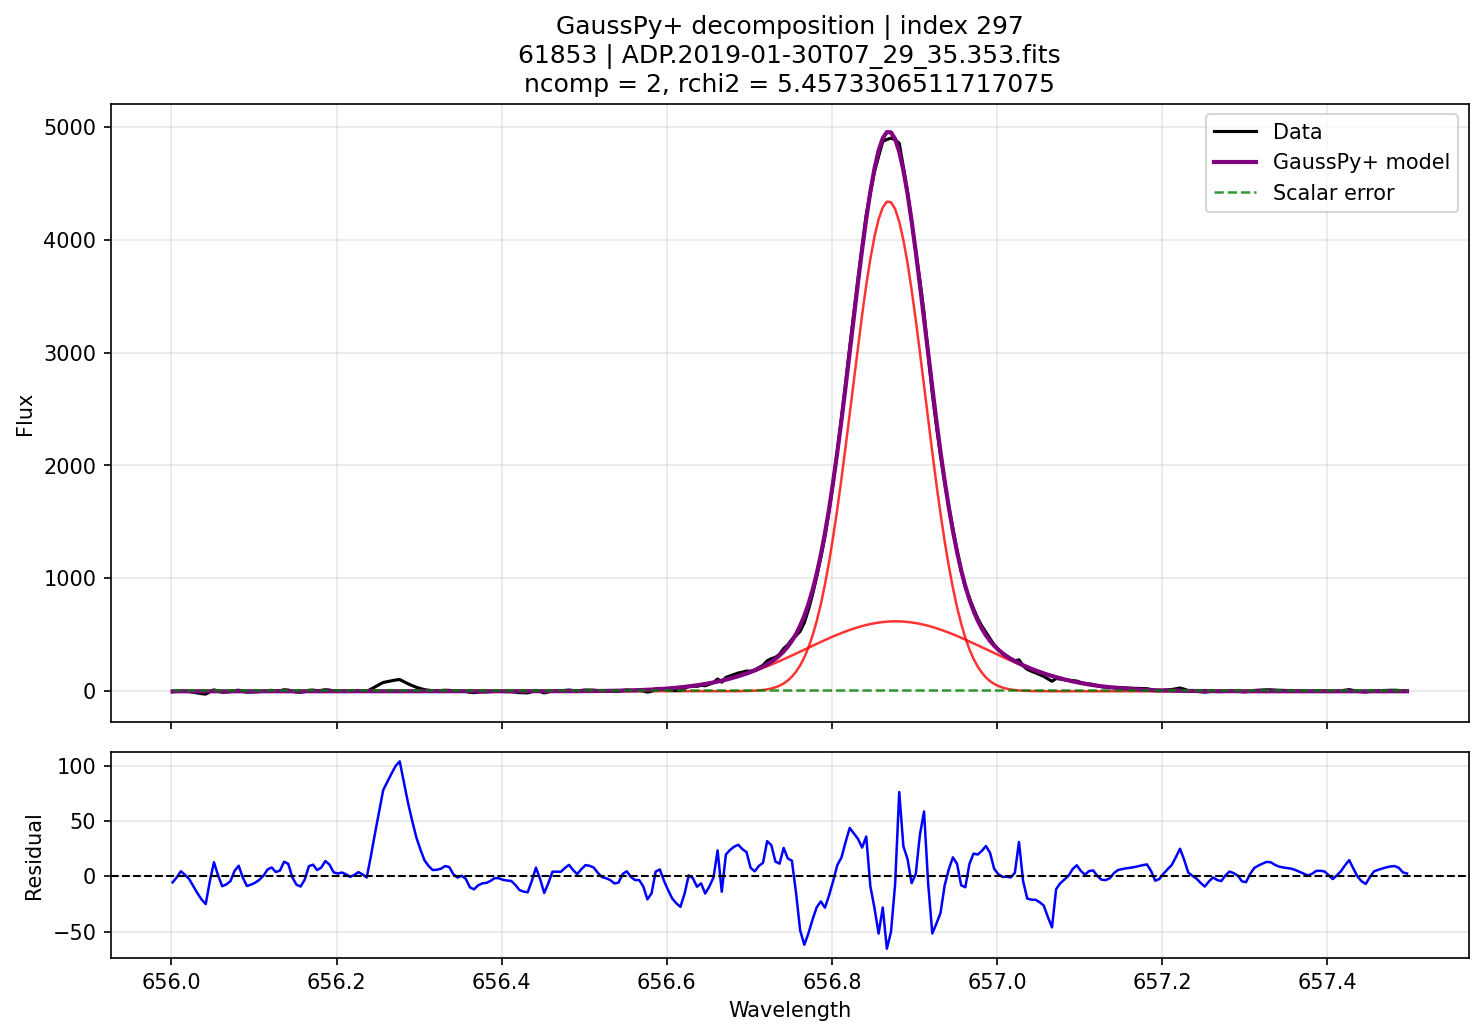 GaussPy+ decomposition | index 297
61853 | ADP.2019-01-30T07_29_35.353.fits
ncomp = 2, rchi2 = 5.4573306511717075
Data
GaussPy+ model
Scalar error
5000
4000
3000
2000
1000
0
Flux
100
50
0
−50
Residual
656.0
656.2
656.4
656.6
656.8
657.0
657.2
657.4
Wavelength